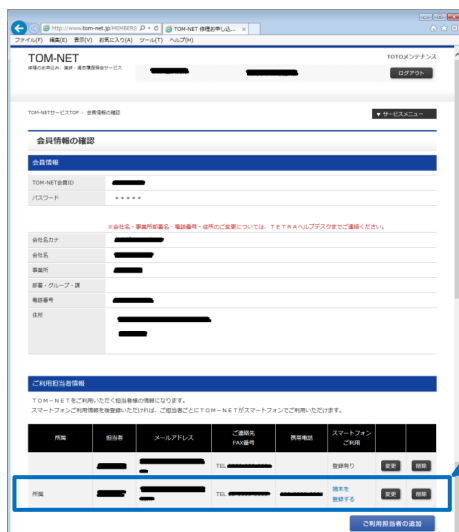 http://www.tom-net.jp/MEMBERS
TOM-NET 修理お申し込...
ファイル(F) 編集(E) 表示(V) お気に入り(A) ツール(T) ヘルプ(H)
TOM-NET
TOTOメンテナンス
ログアウト
TOM-NETサービスTOP › 会員情報の確認
▼ サービスメニュー
会員情報の確認
会員情報
TOM-NET会員ID
パスワード *****
※会社名・事業所部署名・電話番号・住所のご変更については、TETRAヘルプデスクまでご連絡ください。
会社名カナ
会社名
事業所
部署・グループ・課
電話番号
住所
ご利用担当者情報
TOM-NETをご利用いただく担当者様の情報になります。
スマートフォンご利用情報を後登録いただければ、ご担当者ごとにTOM-NETがスマートフォンでご利用いただけます。
所属 担当者 メールアドレス ご連絡先 FAX番号 携帯電話 スマートフォン ご利用
TEL 登録有り 変更 削除
所属 TEL 端末を 登録する 変更 削除
ご利用担当者の追加